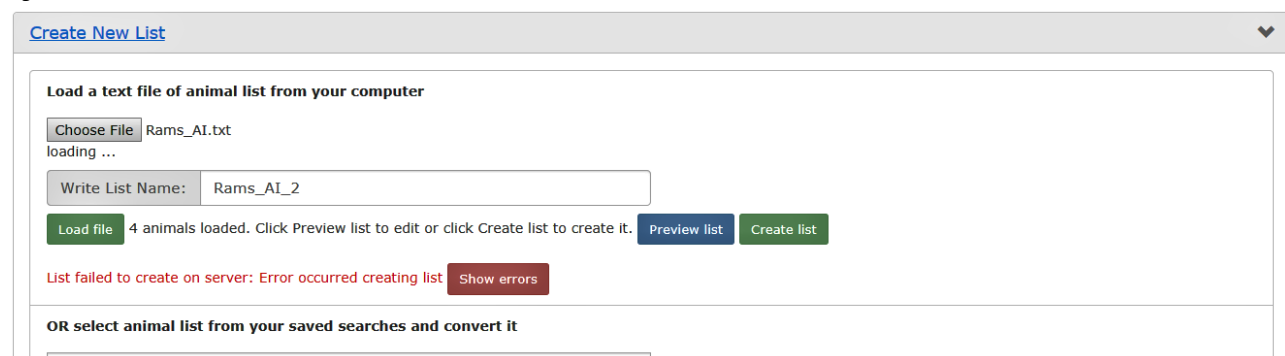 Create New List
Load a text file of animal list from your computer
Choose File Rams_AI.txt
loading ...
Write List Name: Rams_AI_2
Load file 4 animals loaded. Click Preview list to edit or click Create list to create it. Preview list Create list
List failed to create on server: Error occurred creating list Show errors
OR select animal list from your saved searches and convert it